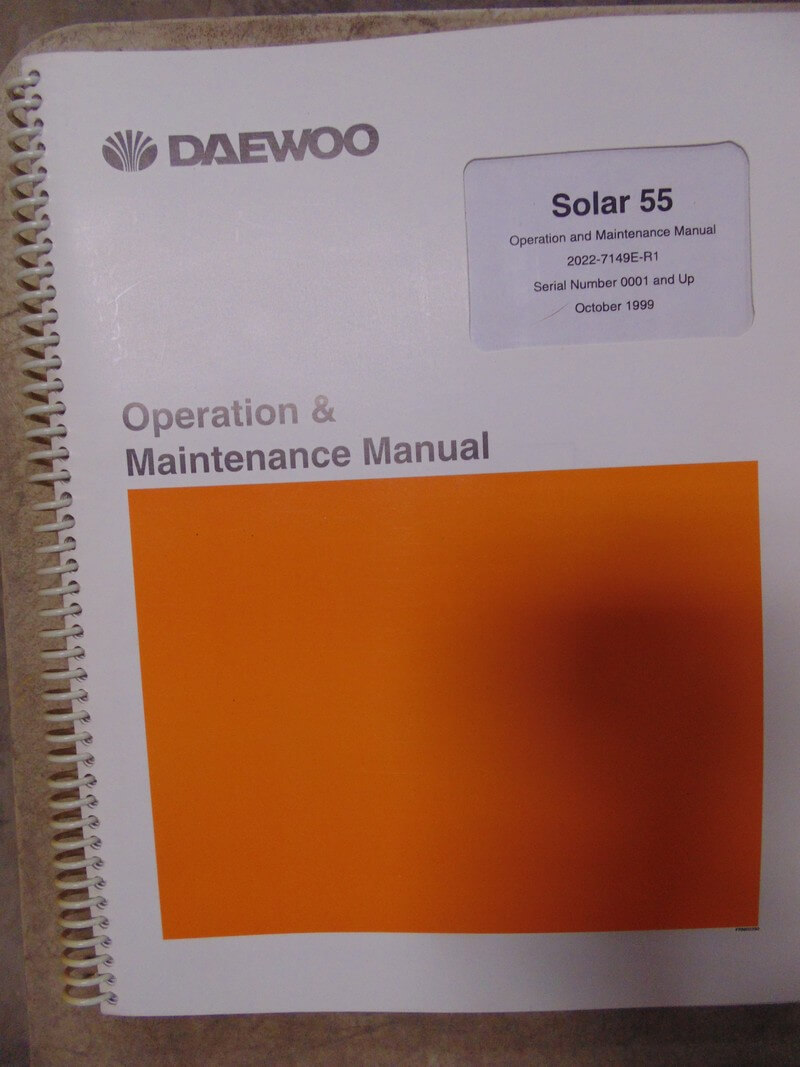 DAEWOO
Solar 55
Operation and Maintenance Manual
2022-7149E-R1
Serial Number 0001 and Up
October 1999
Operation &
Maintenance Manual